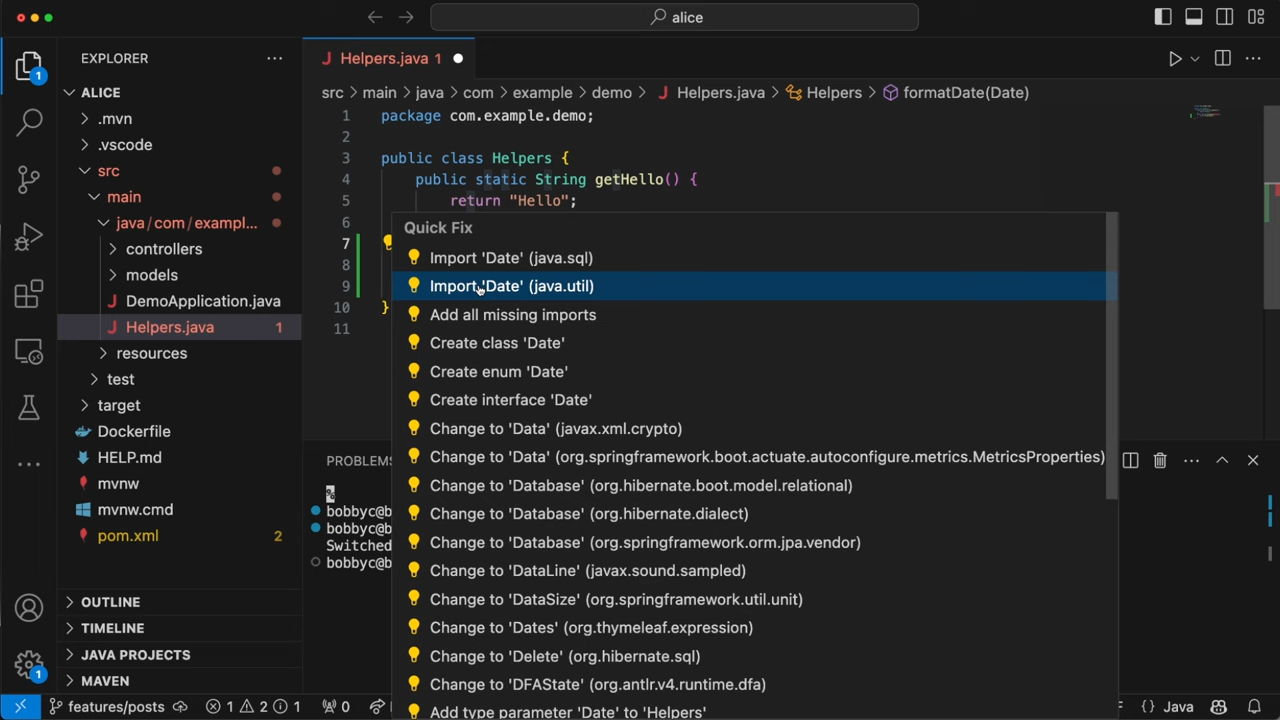 alice
EXPLORER
ALICE
.mvn
.vscode
src
main
java/com/exampl...
controllers
models
DemoApplication.java
Helpers.java 1
resources
test
target
Dockerfile
HELP.md
mvnw
mvnw.cmd
pom.xml 2
OUTLINE
TIMELINE
JAVA PROJECTS
MAVEN
1
1
Helpers.java 1
src > main > java > com > example > demo > Helpers.java > Helpers > formatDate(Date)
1 package com.example.demo;
2
3 public class Helpers {
4 public static String getHello() {
5 return "Hello";
6
7
8
9
10 }
11
Quick Fix
Import 'Date' (java.sql)
Import 'Date' (java.util)
Add all missing imports
Create class 'Date'
Create enum 'Date'
Create interface 'Date'
Change to 'Data' (javax.xml.crypto)
Change to 'Data' (org.springframework.boot.actuate.autoconfigure.metrics.MetricsProperties)
Change to 'Database' (org.hibernate.boot.model.relational)
Change to 'Database' (org.hibernate.dialect)
Change to 'Database' (org.springframework.orm.jpa.vendor)
Change to 'DataLine' (javax.sound.sampled)
Change to 'DataSize' (org.springframework.util.unit)
Change to 'Dates' (org.thymeleaf.expression)
Change to 'Delete' (org.hibernate.sql)
Change to 'DFAState' (org.antlr.v4.runtime.dfa)
Add type parameter 'Date' to 'Helpers'
PROBLEMS
%
bobbyc@b
bobbyc@b
Switched
bobbyc@b
features/posts 1 2 1 0 {} Java